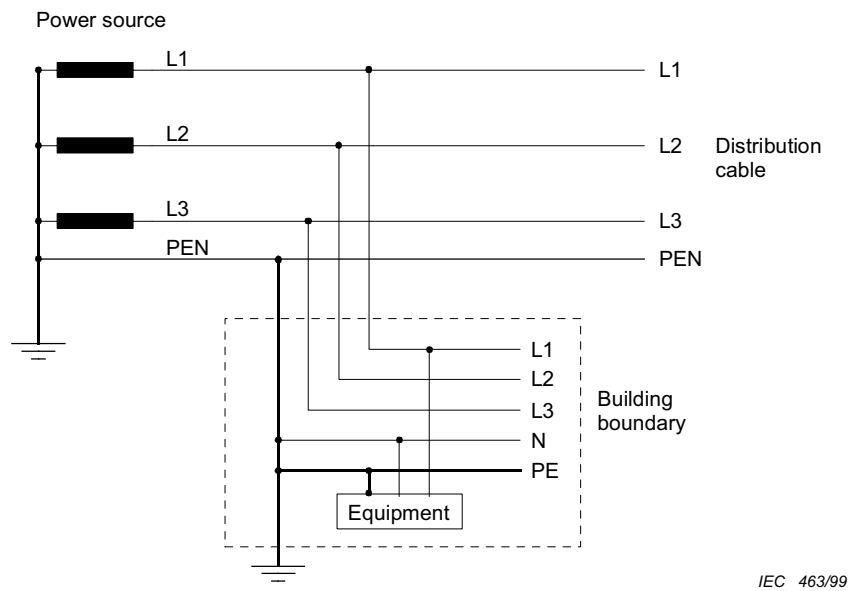 Power source
L1
L1
L2
L2
Distribution
cable
L3
L3
PEN
PEN
L1
L2
L3
Building
boundary
N
PE
Equipment
IEC 463/99